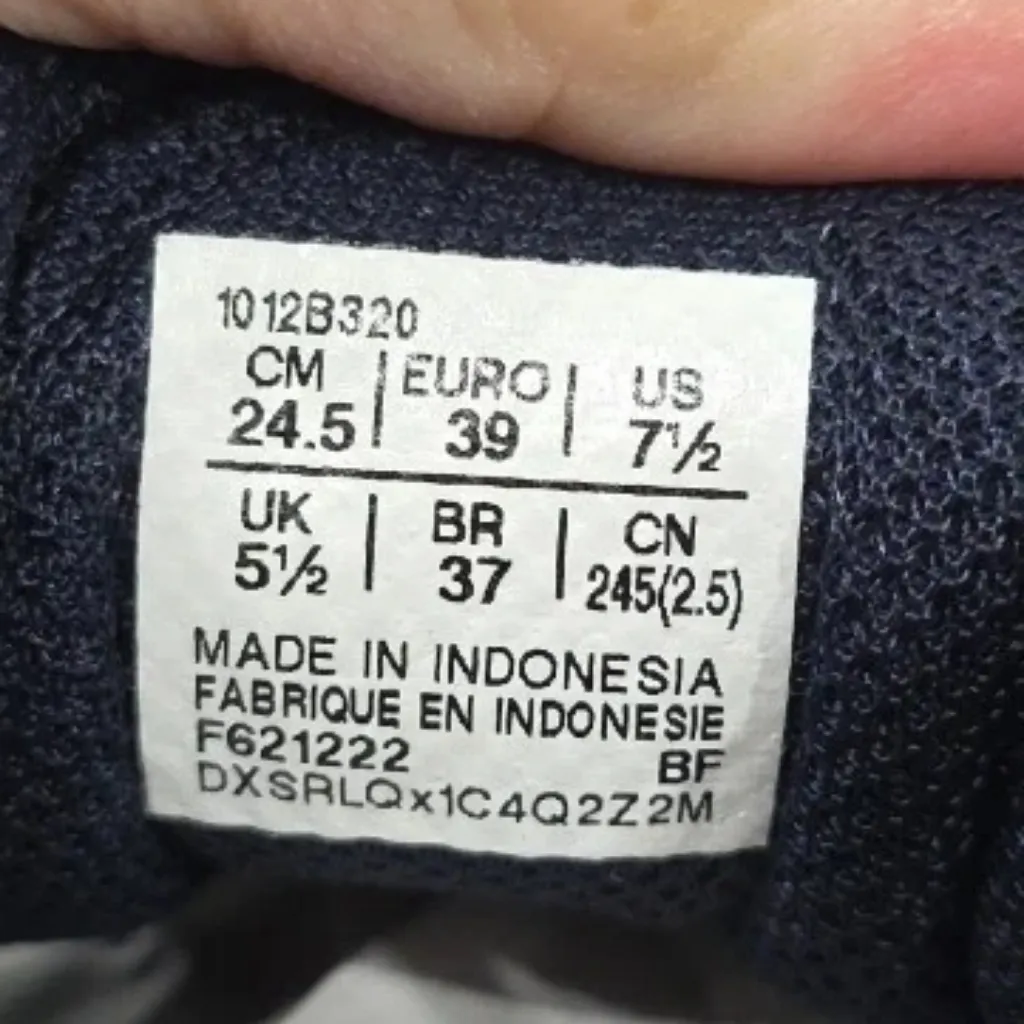 1012B320
CM | EURO | US
24.5 | 39 | 7½
UK | BR | CN
5½ | 37 | 245(2.5)
MADE IN INDONESIA
FABRIQUE EN INDONESIE
F621222 BF
DXSRLQx1C4Q2Z2M